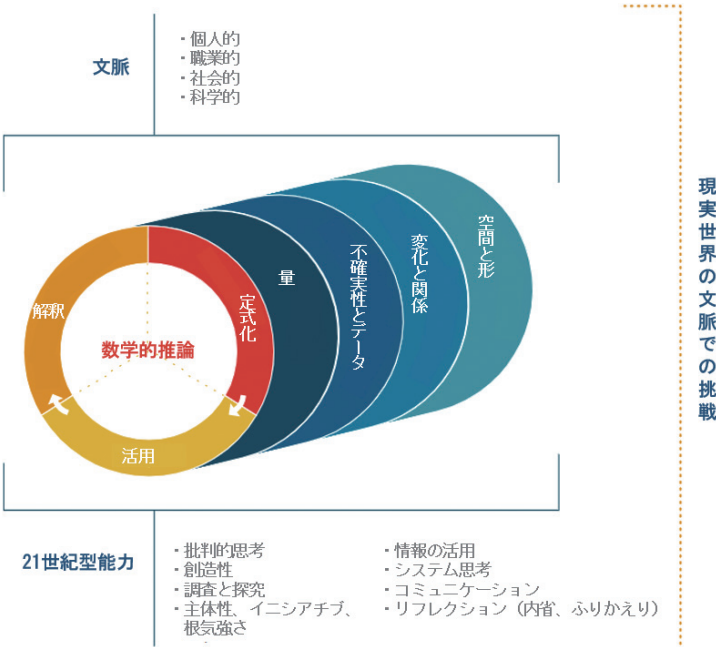 文脈
・個人的
・職業的
・社会的
・科学的
現実世界の文脈での挑戦
空間と形
変化と関係
不確実性とデータ
量
定式化
解釈
数学的推論
活用
21世紀型能力
・批判的思考
・創造性
・調査と探究
・主体性、イニシアチブ、
根気強さ
・情報の活用
・システム思考
・コミュニケーション
・リフレクション（内省、ふりかえり）